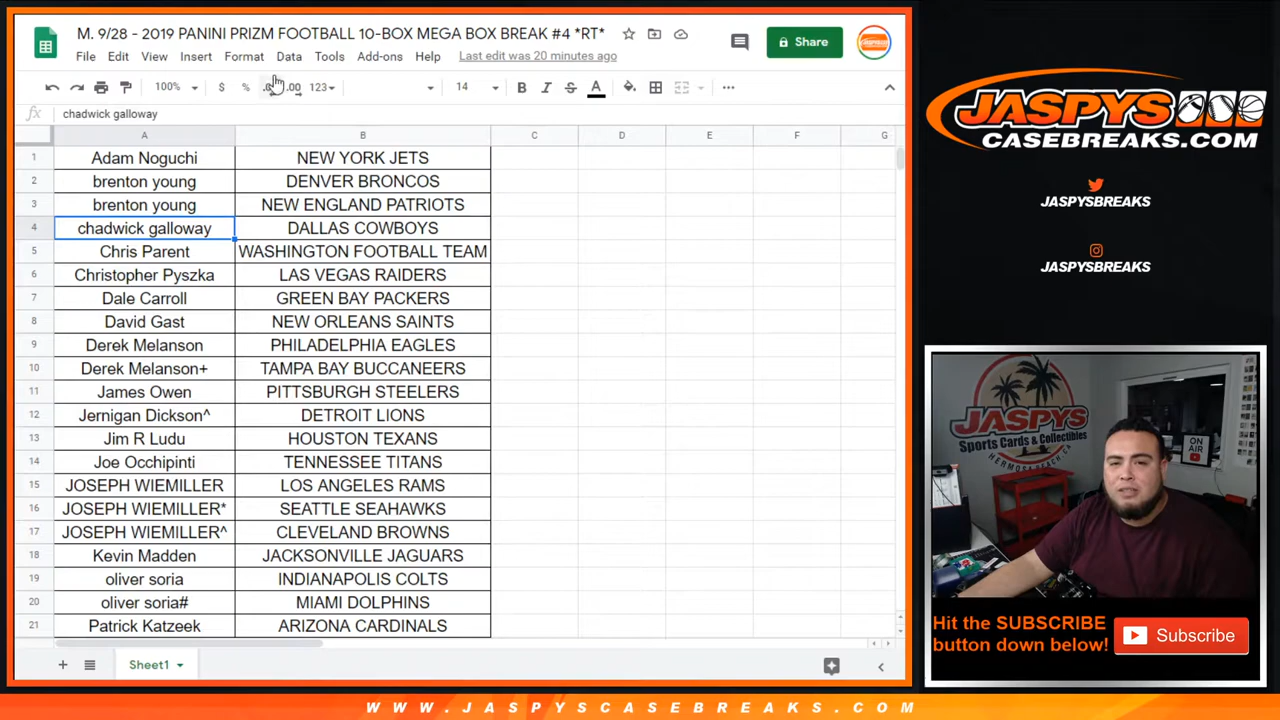 M. 9/28 - 2019 PANINI PRIZM FOOTBALL 10-BOX MEGA BOX BREAK #4 *RT*
Share
File Edit View Insert Format Data Tools Add-ons Help Last edit was 20 minutes ago
100% $ % .0 .00 123 14 B I S A
fx chadwick galloway
A B C D E F G
1 Adam Noguchi NEW YORK JETS
2 brenton young DENVER BRONCOS
3 brenton young NEW ENGLAND PATRIOTS
4 chadwick galloway DALLAS COWBOYS
5 Chris Parent WASHINGTON FOOTBALL TEAM
6 Christopher Pyszka LAS VEGAS RAIDERS
7 Dale Carroll GREEN BAY PACKERS
8 David Gast NEW ORLEANS SAINTS
9 Derek Melanson PHILADELPHIA EAGLES
10 Derek Melanson+ TAMPA BAY BUCCANEERS
11 James Owen PITTSBURGH STEELERS
12 Jernigan Dickson^ DETROIT LIONS
13 Jim R Ludu HOUSTON TEXANS
14 Joe Occhipinti TENNESSEE TITANS
15 JOSEPH WIEMILLER LOS ANGELES RAMS
16 JOSEPH WIEMILLER* SEATTLE SEAHAWKS
17 JOSEPH WIEMILLER^ CLEVELAND BROWNS
18 Kevin Madden JACKSONVILLE JAGUARS
19 oliver soria INDIANAPOLIS COLTS
20 oliver soria# MIAMI DOLPHINS
21 Patrick Katzeek ARIZONA CARDINALS
Sheet1
JASPYS
CASEBREAKS.COM
JASPYSBREAKS
JASPYSBREAKS
JASPYS
Sports Cards & Collectibles
HERMOSA BEACH CA
ON AIR
Hit the SUBSCRIBE
button down below!
Subscribe
WWW.JASPYSCASEBREAKS.COM